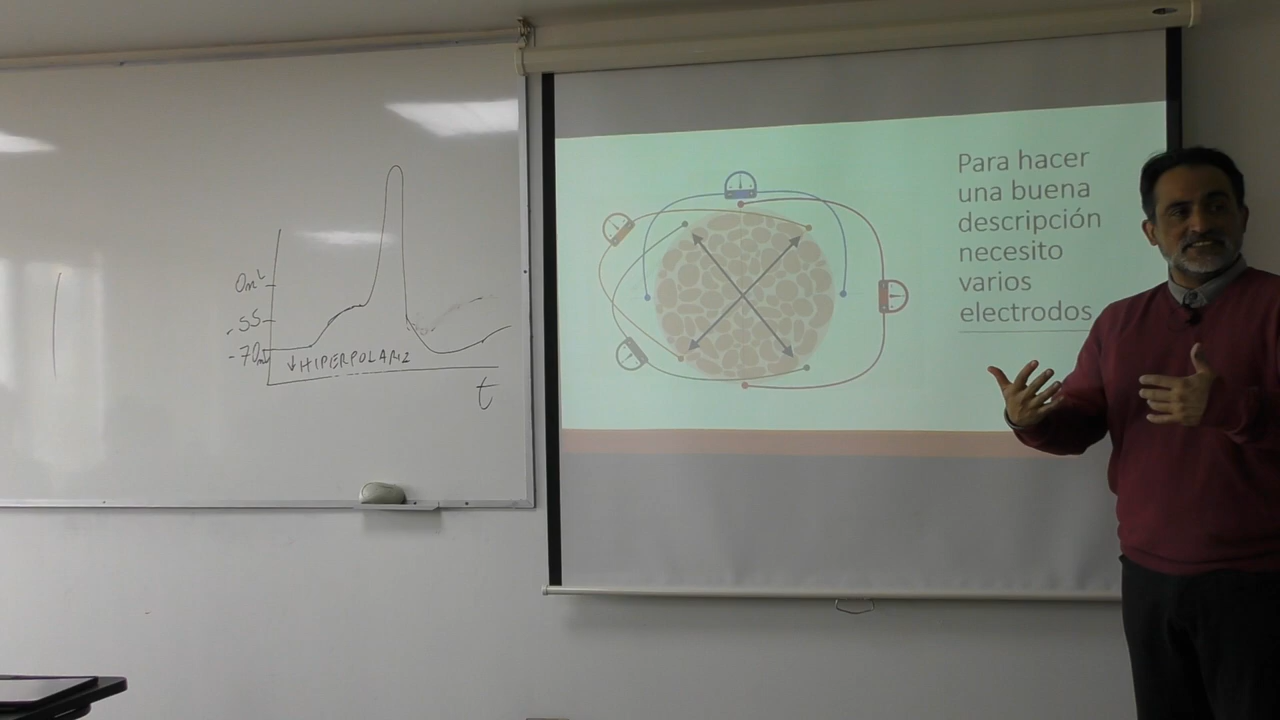 0mV
-55
-70mV
↓HIPERPOLARIZ
t
Para hacer
una buena
descripción
necesito
varios
electrodos